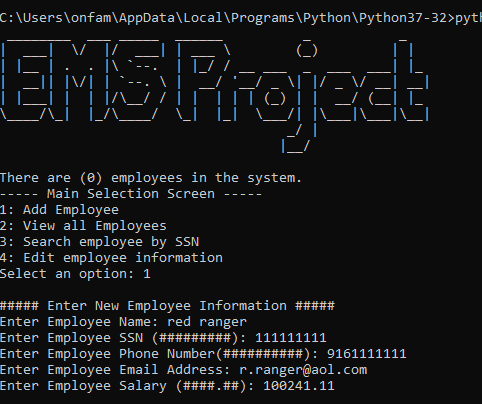 C:\Users\onfam\AppData\Local\Programs\Python\Python37-32>pyth
EMS Project
There are (0) employees in the system.
----- Main Selection Screen -----
1: Add Employee
2: View all Employees
3: Search employee by SSN
4: Edit employee information
Select an option: 1
##### Enter New Employee Information #####
Enter Employee Name: red ranger
Enter Employee SSN (#########): 111111111
Enter Employee Phone Number(##########): 9161111111
Enter Employee Email Address: r.ranger@aol.com
Enter Employee Salary (####.##): 100241.11